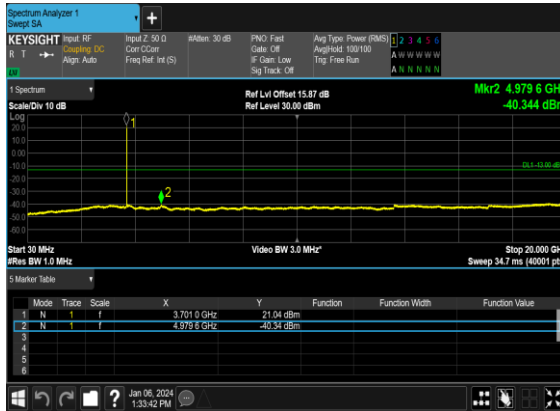 Spectrum Analyzer 1
Swept SA
+
KEYSIGHT Input: RF Input Z: 50 Ω #Atten: 30 dB PNO: Fast Avg Type: Power (RMS) 1 2 3 4 5 6
R T Coupling: DC Corr CCorr Gate: Off Avg|Hold: 100/100 A W W W W W
Align: Auto Freq Ref: Int (S) IF Gain: Low Trig: Free Run
LXI Sig Track: Off A N N N N N
1 Spectrum Ref Lvl Offset 15.87 dB Mkr2 4.979 6 GH
Scale/Div 10 dB Ref Level 30.00 dBm -40.344 dBr
Log
1
20.0
10.0
0.00
-10.0
DL1 -13.00 dB
-20.0
-30.0
2
-40.0
-50.0
-60.0
Start 30 MHz Video BW 3.0 MHz* Stop 20.000 GH
#Res BW 1.0 MHz Sweep 34.7 ms (40001 pts
5 Marker Table
Mode Trace Scale X Y Function Function Width Function Value
1 N 1 f 3.701 0 GHz 21.04 dBm
2 N 1 f 4.979 6 GHz -40.34 dBm
3
4
5
6
? Jan 06, 2024
1:33:42 PM